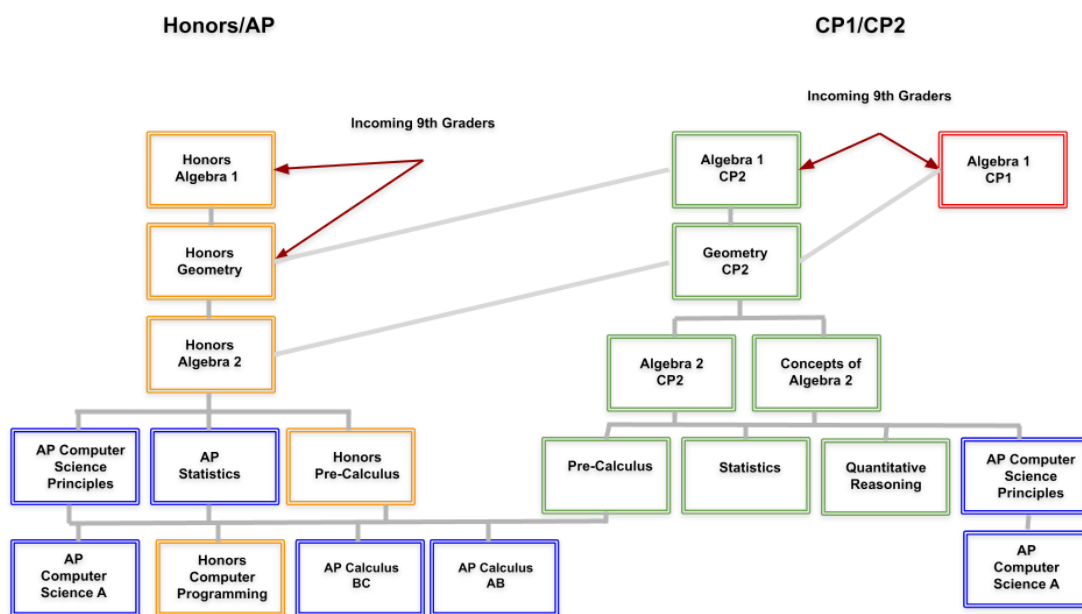 Honors/AP
CP1/CP2
Incoming 9th Graders
Incoming 9th Graders
Honors
Algebra 1
Algebra 1
CP2
Algebra 1
CP1
Honors
Geometry
Geometry
CP2
Honors
Algebra 2
Algebra 2
CP2
Concepts of
Algebra 2
AP Computer
Science
Principles
AP
Statistics
Honors
Pre-Calculus
Pre-Calculus
Statistics
Quantitative
Reasoning
AP Computer
Science
Principles
AP
Computer
Science A
Honors
Computer
Programming
AP Calculus
BC
AP Calculus
AB
AP
Computer
Science A